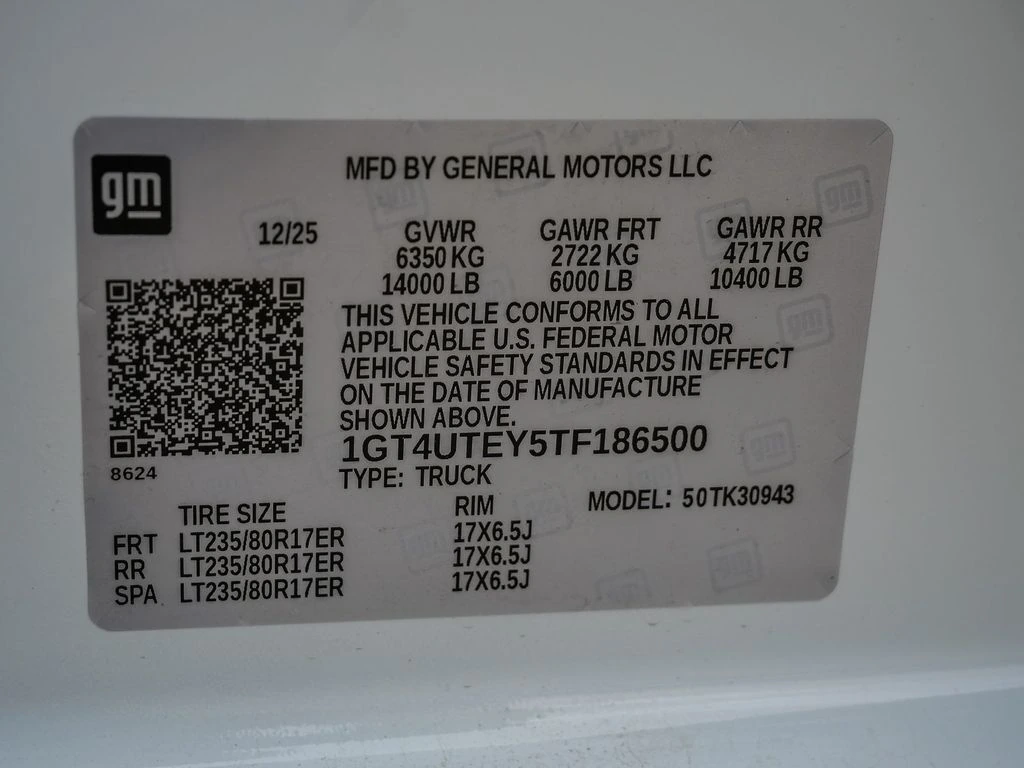 gm
MFD BY GENERAL MOTORS LLC
12/25 GVWR GAWR FRT GAWR RR
6350 KG 2722 KG 4717 KG
14000 LB 6000 LB 10400 LB
THIS VEHICLE CONFORMS TO ALL
APPLICABLE U.S. FEDERAL MOTOR
VEHICLE SAFETY STANDARDS IN EFFECT
ON THE DATE OF MANUFACTURE
SHOWN ABOVE.
1GT4UTEY5TF186500
8624
TYPE: TRUCK
MODEL: 50TK30943
TIRE SIZE RIM
FRT LT235/80R17ER 17X6.5J
RR LT235/80R17ER 17X6.5J
SPA LT235/80R17ER 17X6.5J